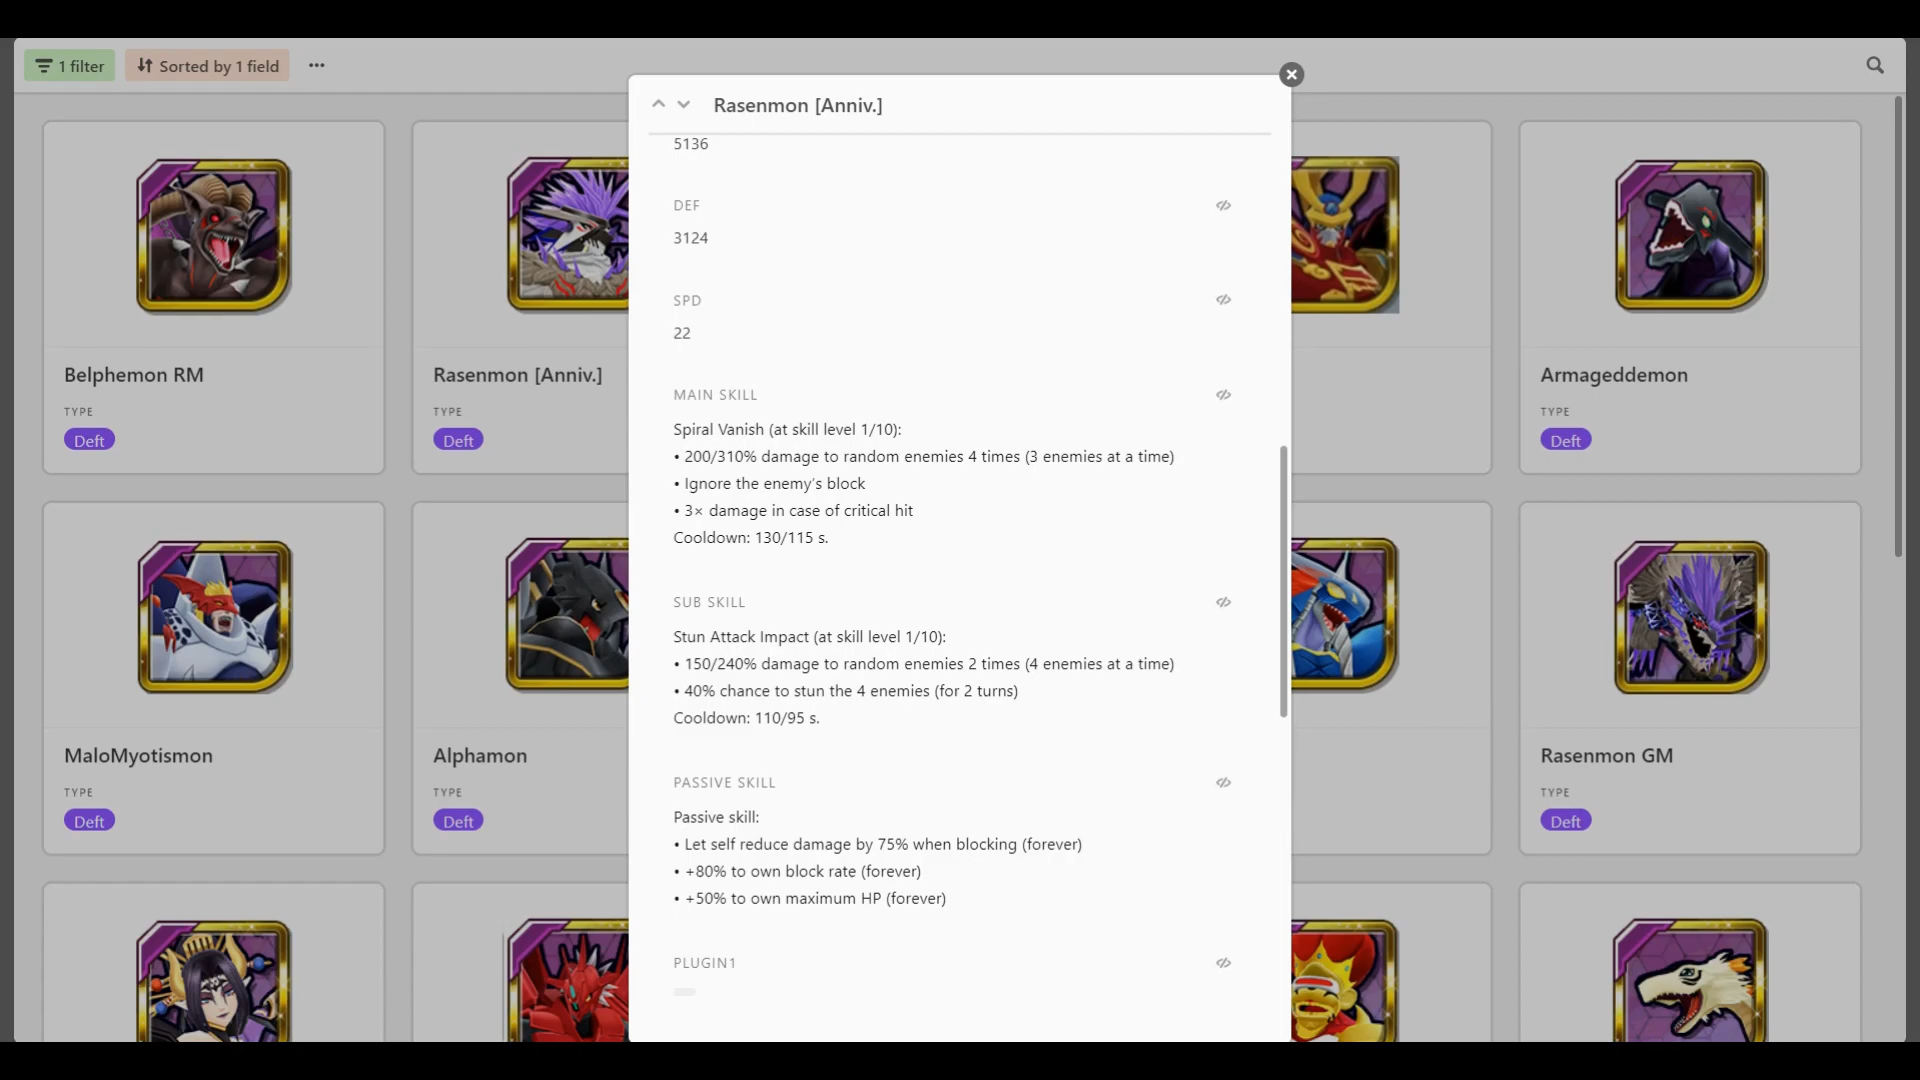 1 filter
Sorted by 1 field
Rasenmon [Anniv.]
5136
DEF
3124
SPD
22
MAIN SKILL
Spiral Vanish (at skill level 1/10):
• 200/310% damage to random enemies 4 times (3 enemies at a time)
• Ignore the enemy's block
• 3× damage in case of critical hit
Cooldown: 130/115 s.
SUB SKILL
Stun Attack Impact (at skill level 1/10):
• 150/240% damage to random enemies 2 times (4 enemies at a time)
• 40% chance to stun the 4 enemies (for 2 turns)
Cooldown: 110/95 s.
PASSIVE SKILL
Passive skill:
• Let self reduce damage by 75% when blocking (forever)
• +80% to own block rate (forever)
• +50% to own maximum HP (forever)
PLUGIN1
Belphemon RM
TYPE
Deft
Rasenmon [Anniv.]
TYPE
Deft
Armageddemon
TYPE
Deft
MaloMyotismon
TYPE
Deft
Alphamon
TYPE
Deft
Rasenmon GM
TYPE
Deft